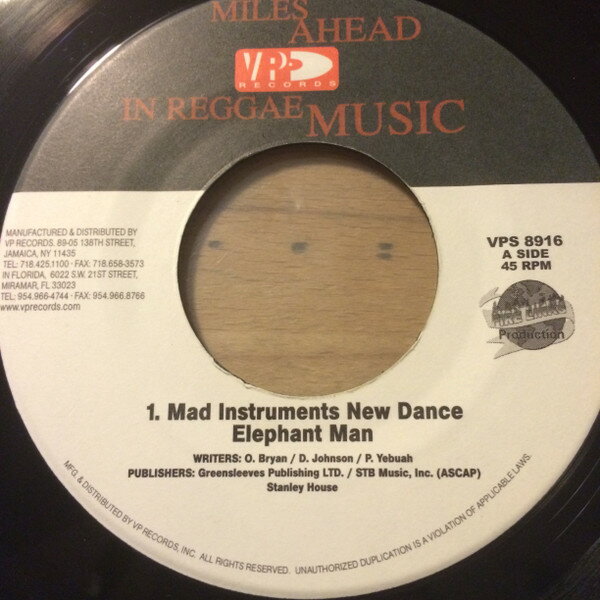 MILES AHEAD
VP
RECORDS
IN REGGAE MUSIC
MANUFACTURED & DISTRIBUTED BY
VP RECORDS. 89-05 138TH STREET,
JAMAICA, NY 11435
TEL: 718.425.1100 · FAX: 718.658-3573
IN FLORIDA, 6022 S.W. 21ST STREET,
MIRAMAR, FL 33023
TEL: 954.966-4744 · FAX: 954.966.8766
www.vprecords.com
VPS 8916
A SIDE
45 RPM
FIRE LINKS
Production
1. Mad Instruments New Dance
Elephant Man
WRITERS: O. Bryan / D. Johnson / P. Yebuah
PUBLISHERS: Greensleeves Publishing LTD. / STB Music, Inc. (ASCAP)
Stanley House
MFG. & DISTRIBUTED BY VP RECORDS, INC. ALL RIGHTS RESERVED. UNAUTHORIZED DUPLICATION IS A VIOLATION OF APPLICABLE LAWS.